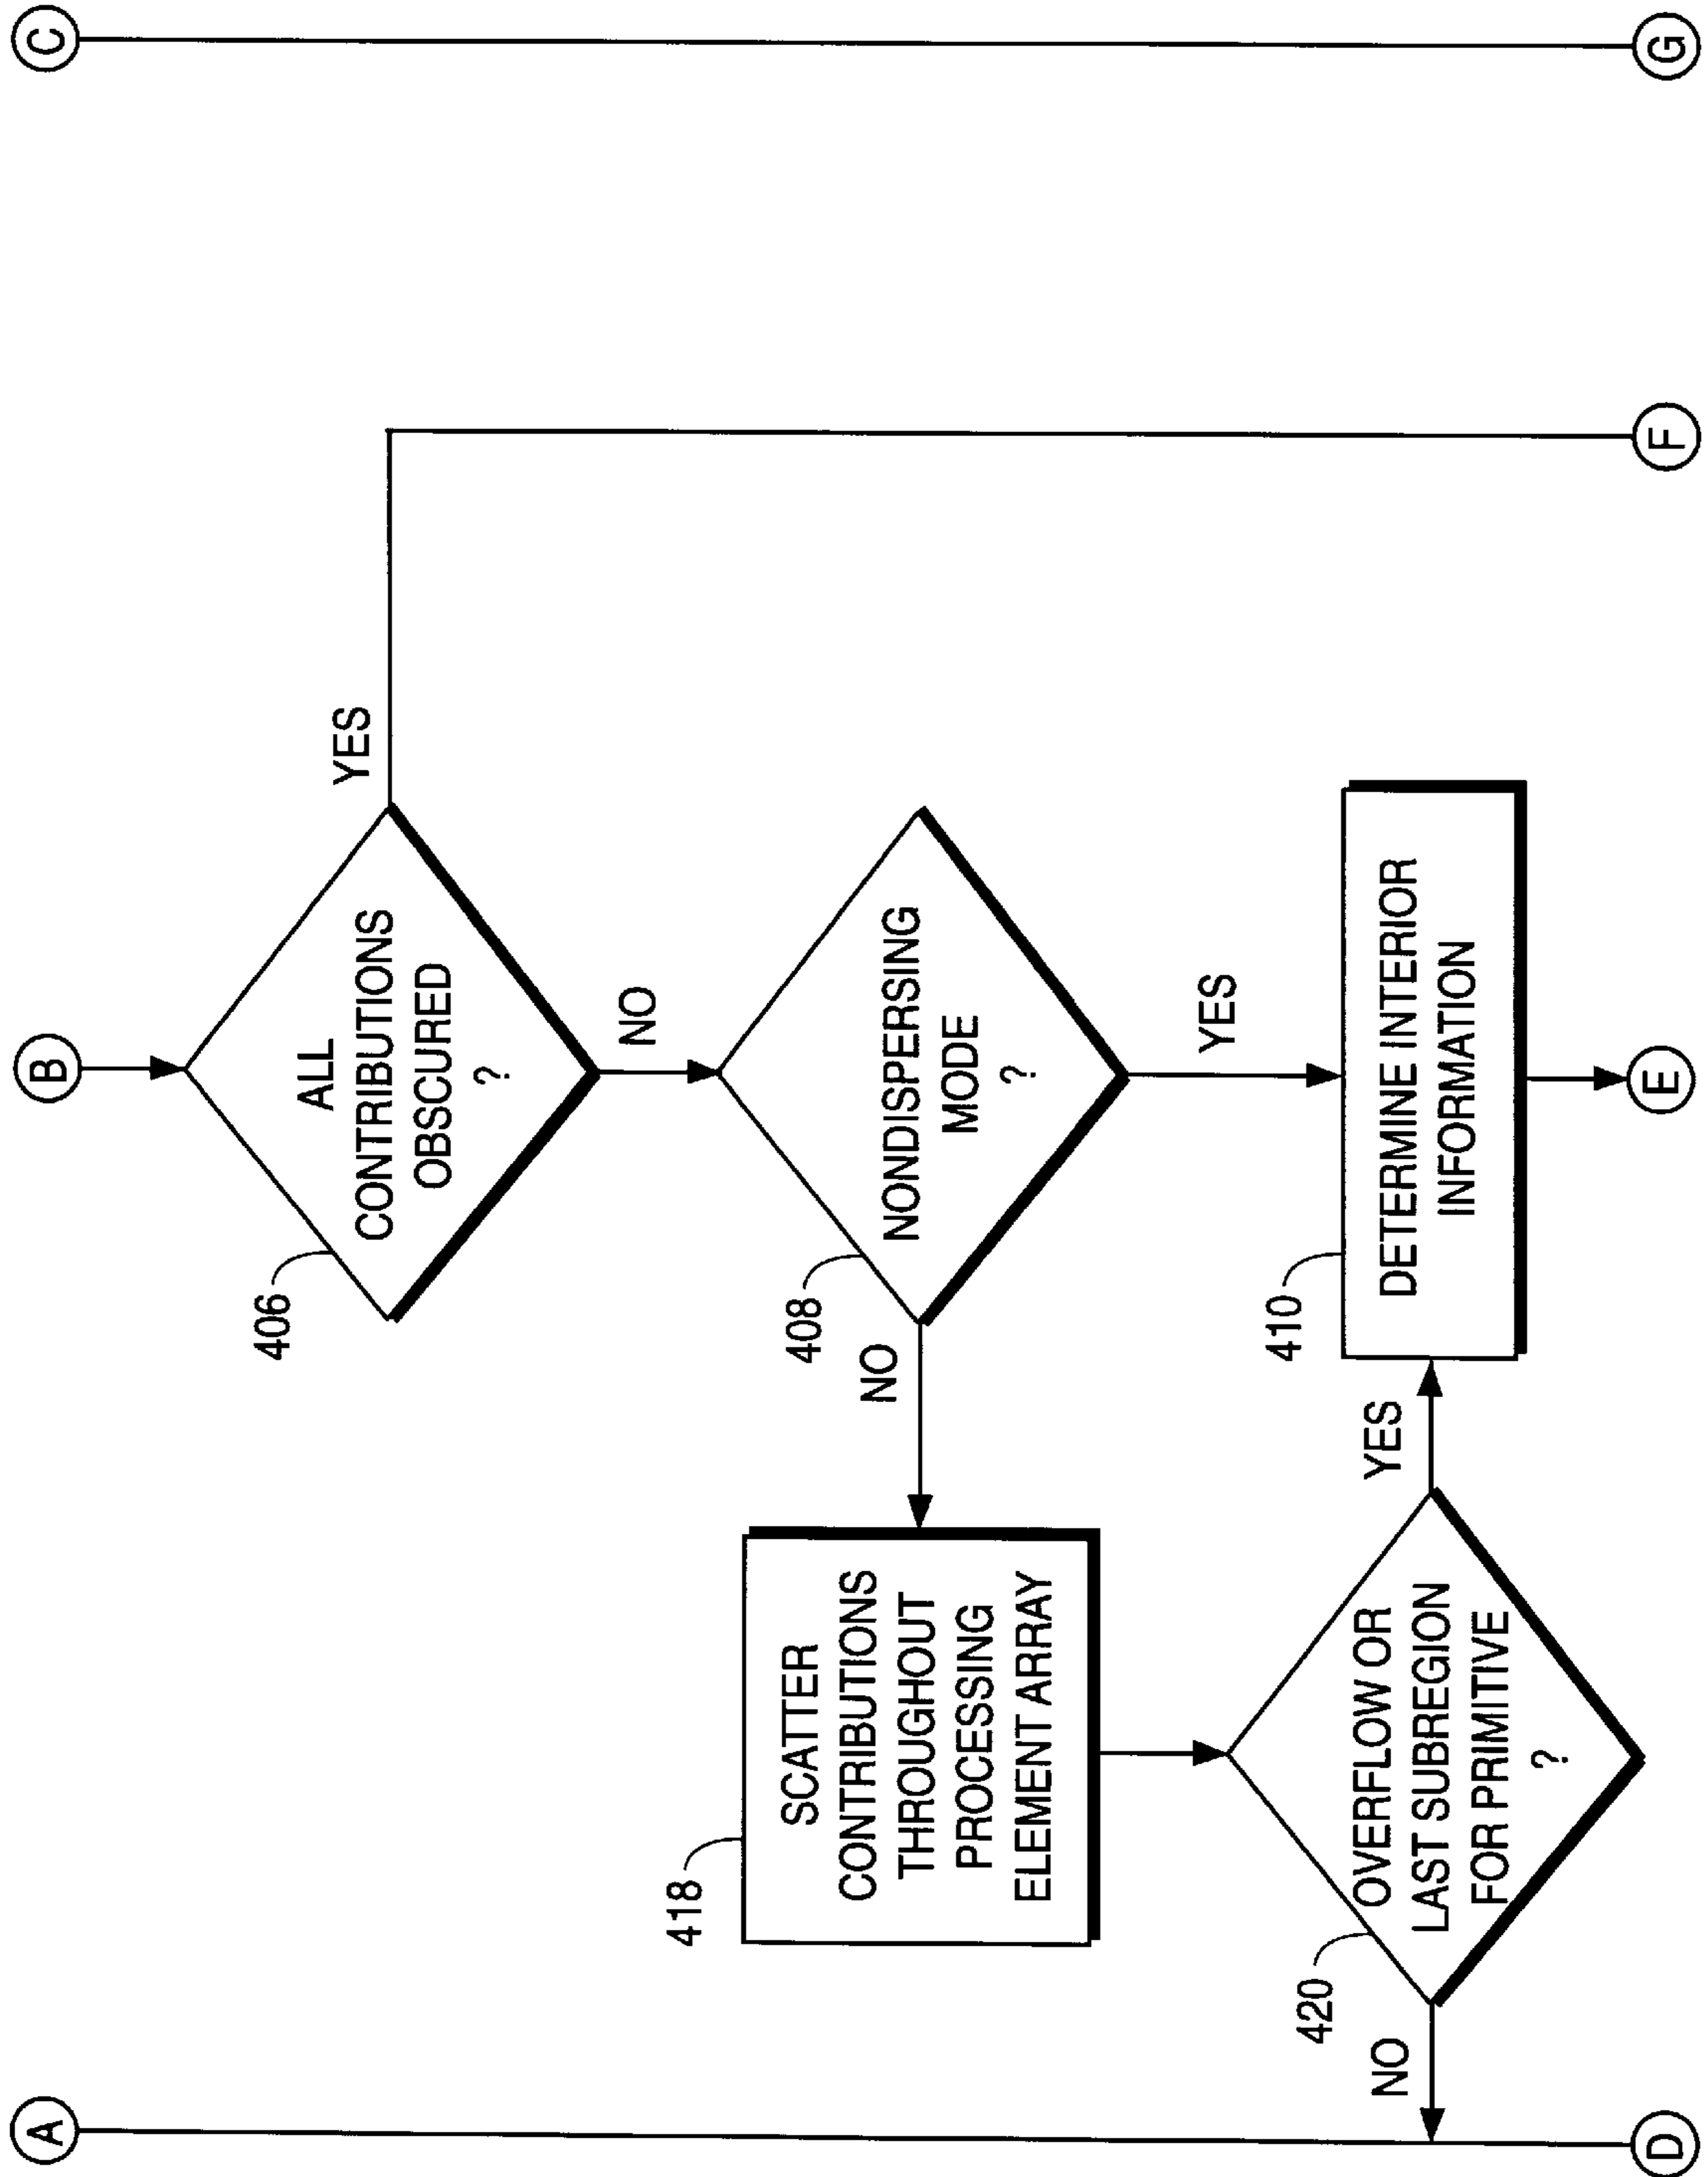 A
B
C
406
ALL
CONTRIBUTIONS
OBSCURED
?
YES
NO
408
NONDISPERSING
MODE
?
NO
YES
418
SCATTER
CONTRIBUTIONS
THROUGHOUT
PROCESSING
ELEMENT ARRAY
420
OVERFLOW OR
LAST SUBREGION
FOR PRIMITIVE
?
NO
YES
410
DETERMINE INTERIOR
INFORMATION
D
E
F
G